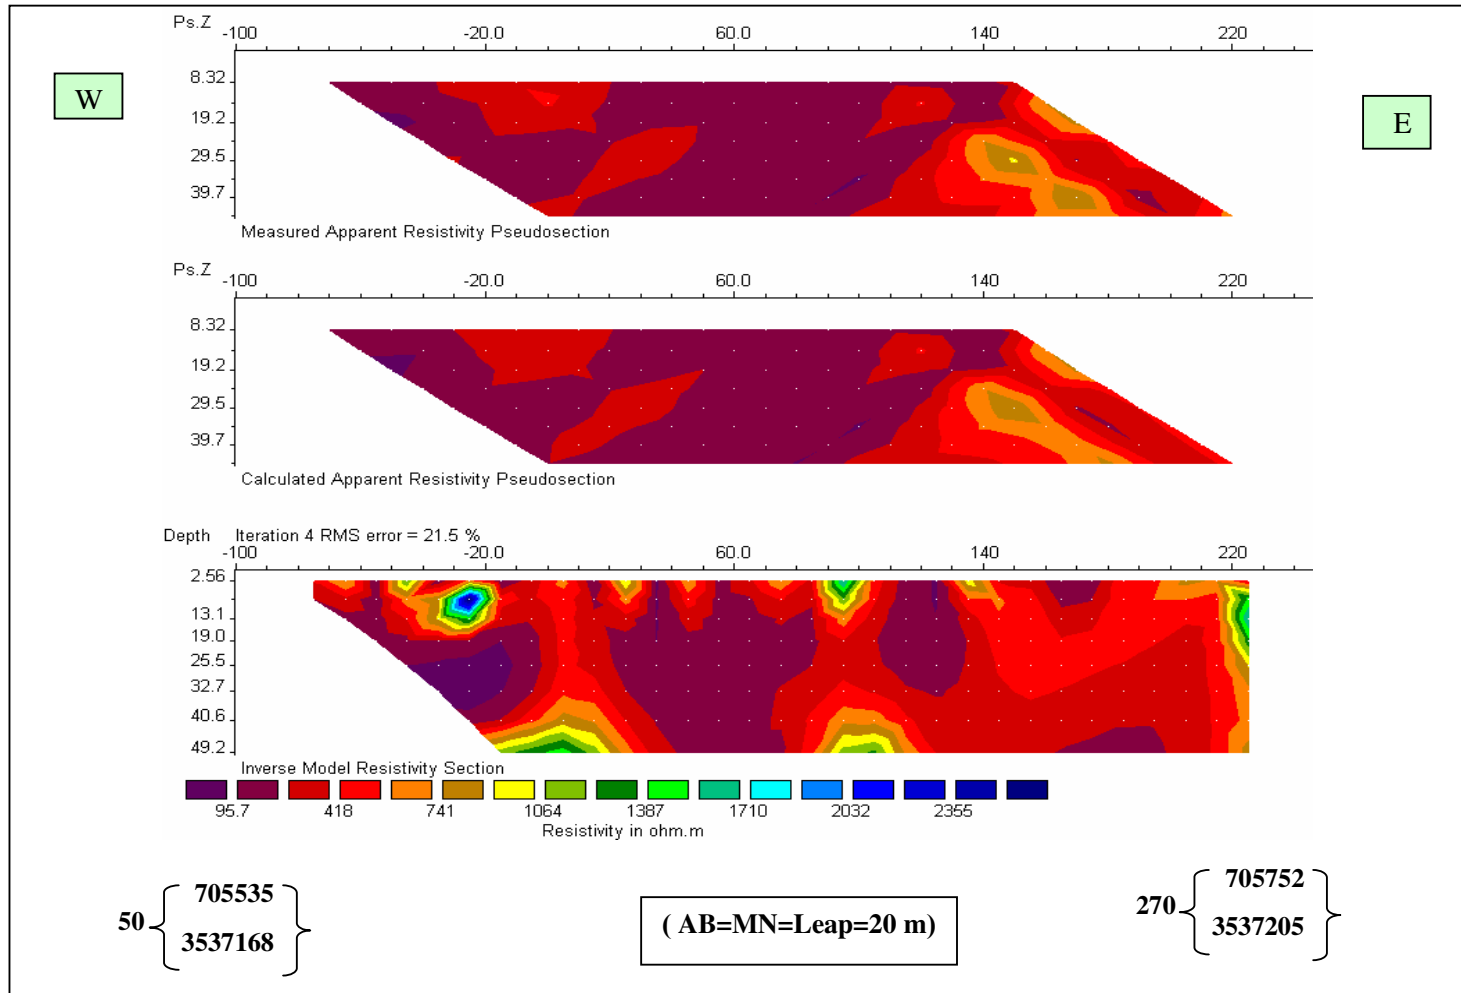 Ps.Z
-100 -20.0 60.0 140 220
W
E
8.32
19.2
29.5
39.7
Measured Apparent Resistivity Pseudosection
Ps.Z
-100 -20.0 60.0 140 220
8.32
19.2
29.5
39.7
Calculated Apparent Resistivity Pseudosection
Depth Iteration 4 RMS error = 21.5 %
-100 -20.0 60.0 140 220
2.56
13.1
19.0
25.5
32.7
40.6
49.2
Inverse Model Resistivity Section
95.7 418 741 1064 1387 1710 2032 2355
Resistivity in ohm.m
50 { 705535 }
3537168
( AB=MN=Leap=20 m)
270 { 705752 }
3537205